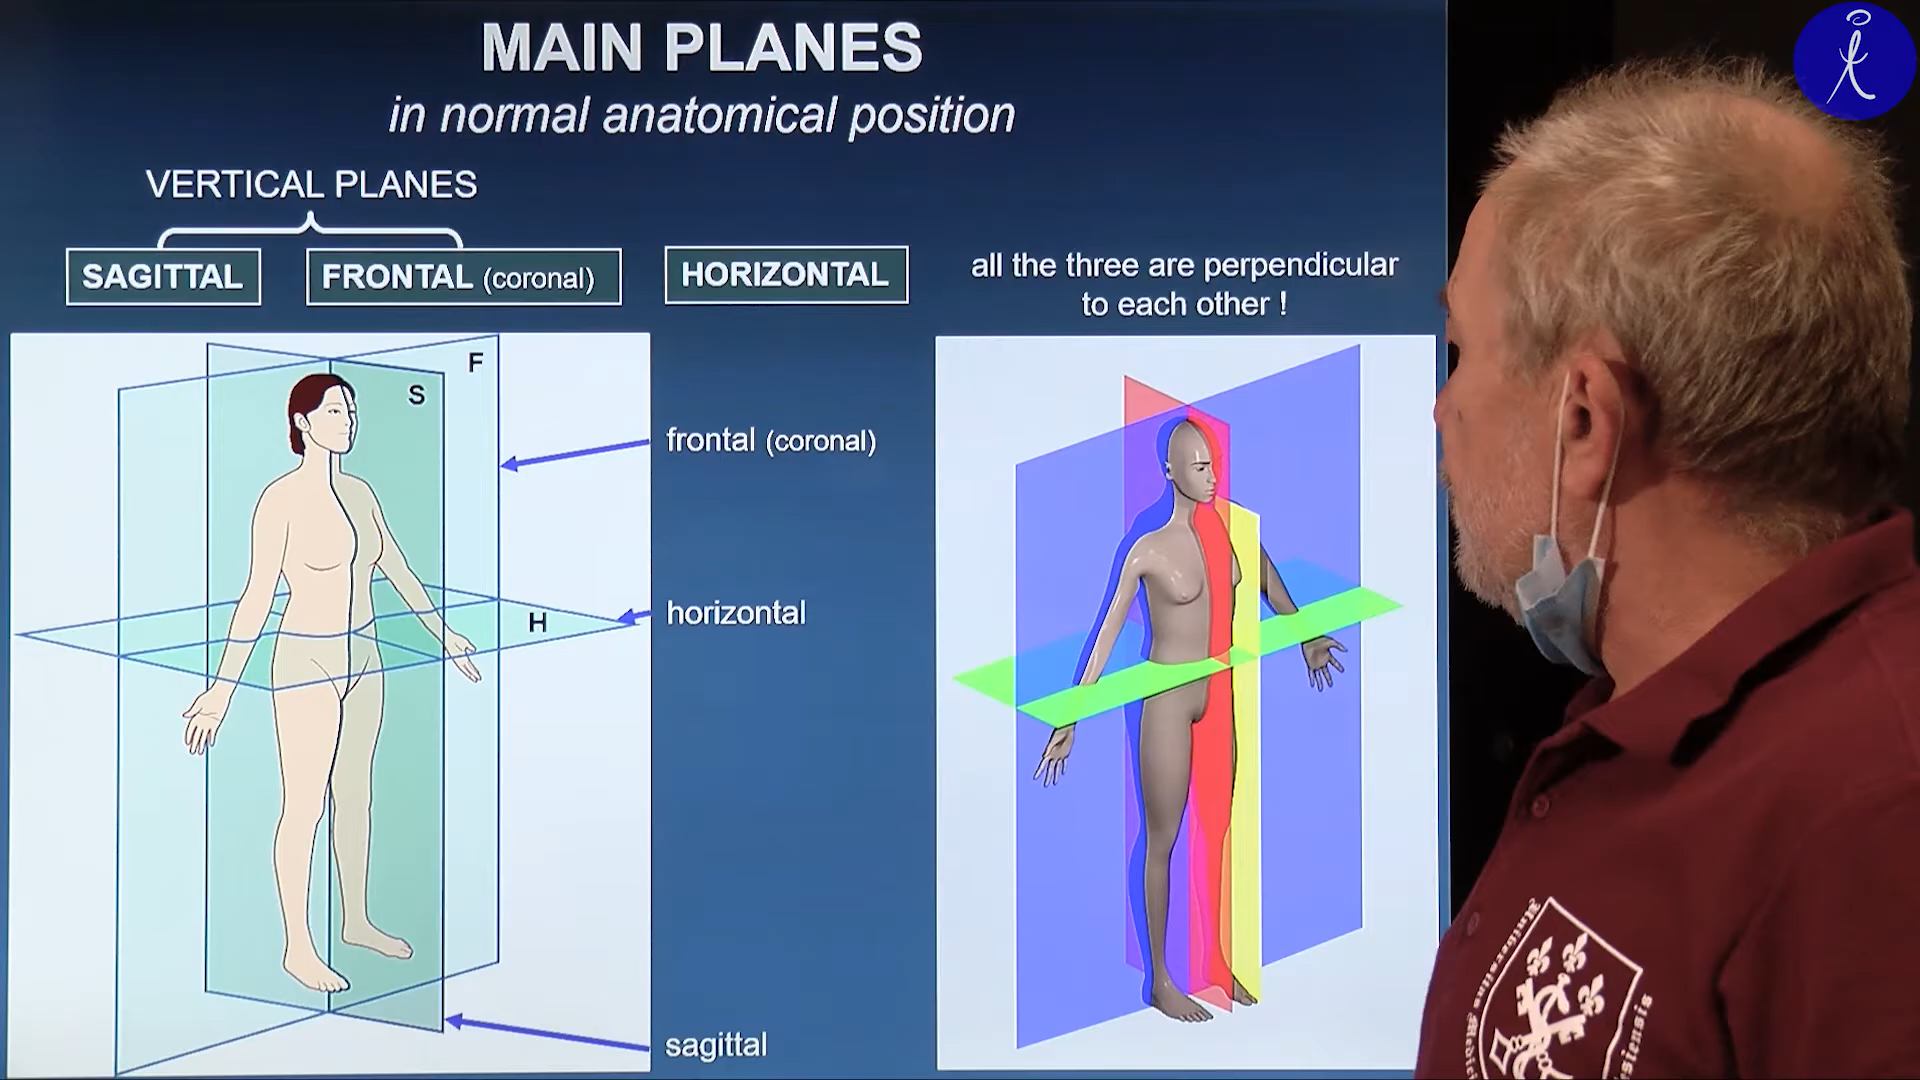 MAIN PLANES
in normal anatomical position
VERTICAL PLANES
SAGITTAL
FRONTAL (coronal)
HORIZONTAL
all the three are perpendicular
to each other !
F
S
frontal (coronal)
H
horizontal
sagittal